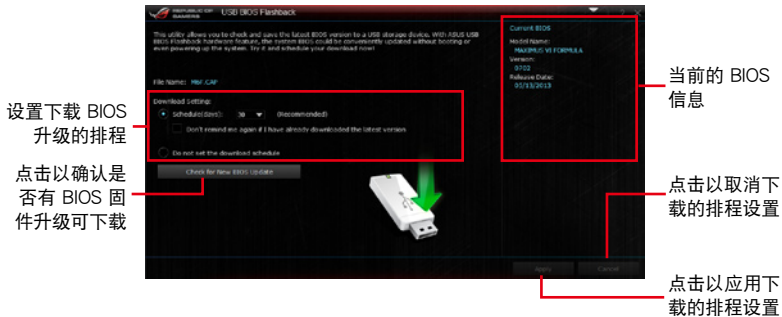 REPUBLIC OF
GAMERS
USB BIOS Flashback
This utility allows you to check and save the latest BIOS version to a USB storage device. With ASUS USB
BIOS Flashback hardware feature, the system BIOS could be conveniently updated without booting or
even powering up the system. Try it and schedule your download now!
File Name: M6F.CAP
Download Setting:
Schedule(days): 30 (Recommended)
Don't remind me again if I have already downloaded the latest version
Do not set the download schedule
Check for New BIOS Update
Current BIOS
Model Name:
MAXIMUS VI FORMULA
Version:
0702
Release Date:
05/13/2013
Apply
Cancel
设置下载 BIOS
升级的排程
点击以确认是
否有 BIOS 固
件升级可下载
当前的 BIOS
信息
点击以取消下
载的排程设置
点击以应用下
载的排程设置